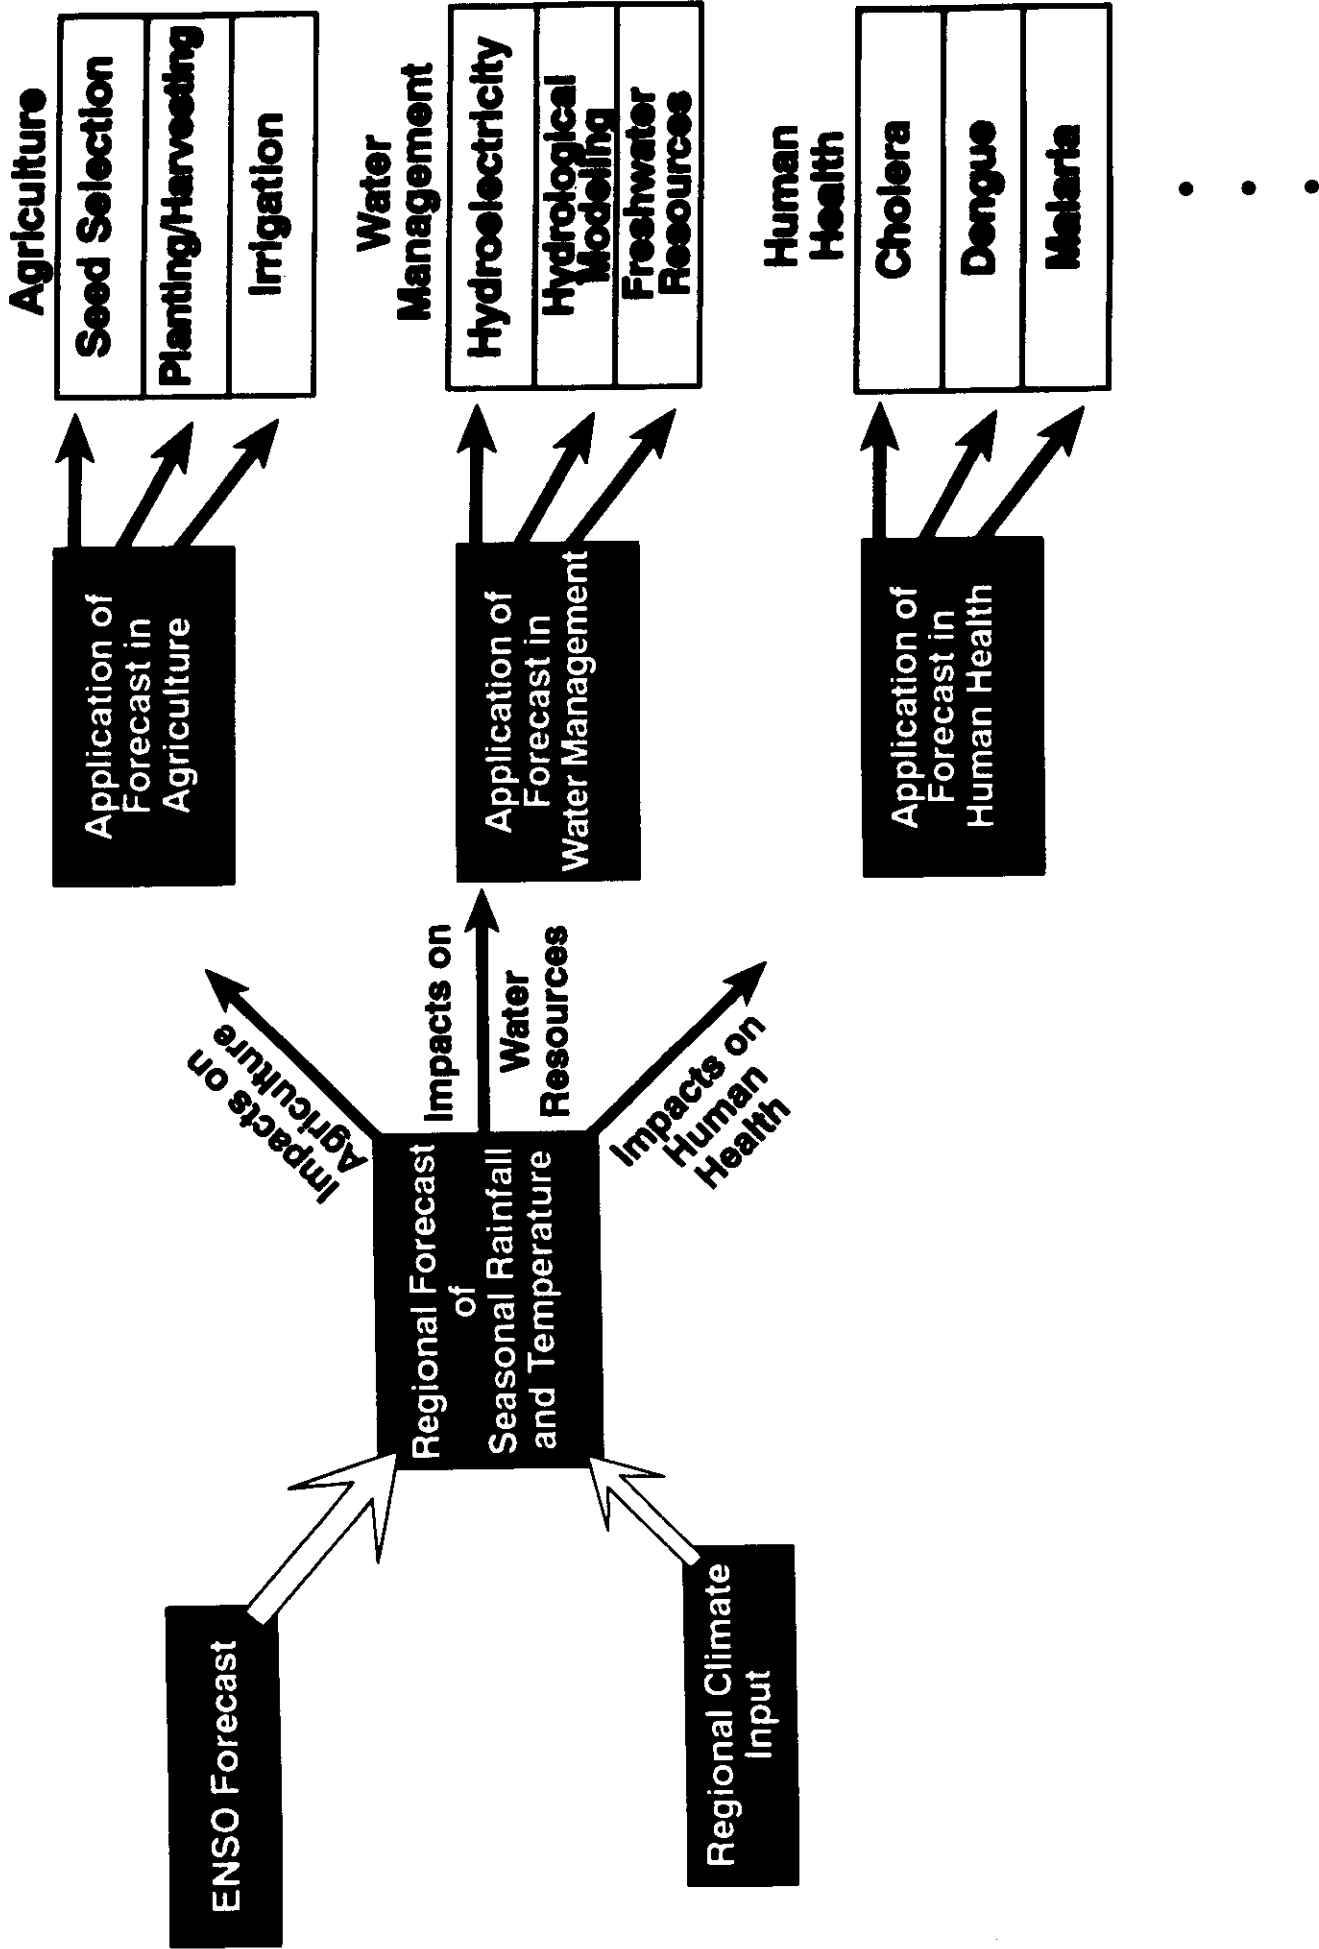 ENSO Forecast
Regional Climate
Input
Regional Forecast
of
Seasonal Rainfall
and Temperature
Impacts on
Agriculture
Impacts on
Water
Resources
Impacts on
Human
Health
Application of
Forecast in
Agriculture
Application of
Forecast in
Water Management
Application of
Forecast in
Human Health
Agriculture
Seed Selection
Planting/Harvesting
Irrigation
Water
Management
Hydroelectricity
Hydrological
Modeling
Freshwater
Resources
Human
Health
Cholera
Dengue
Malaria